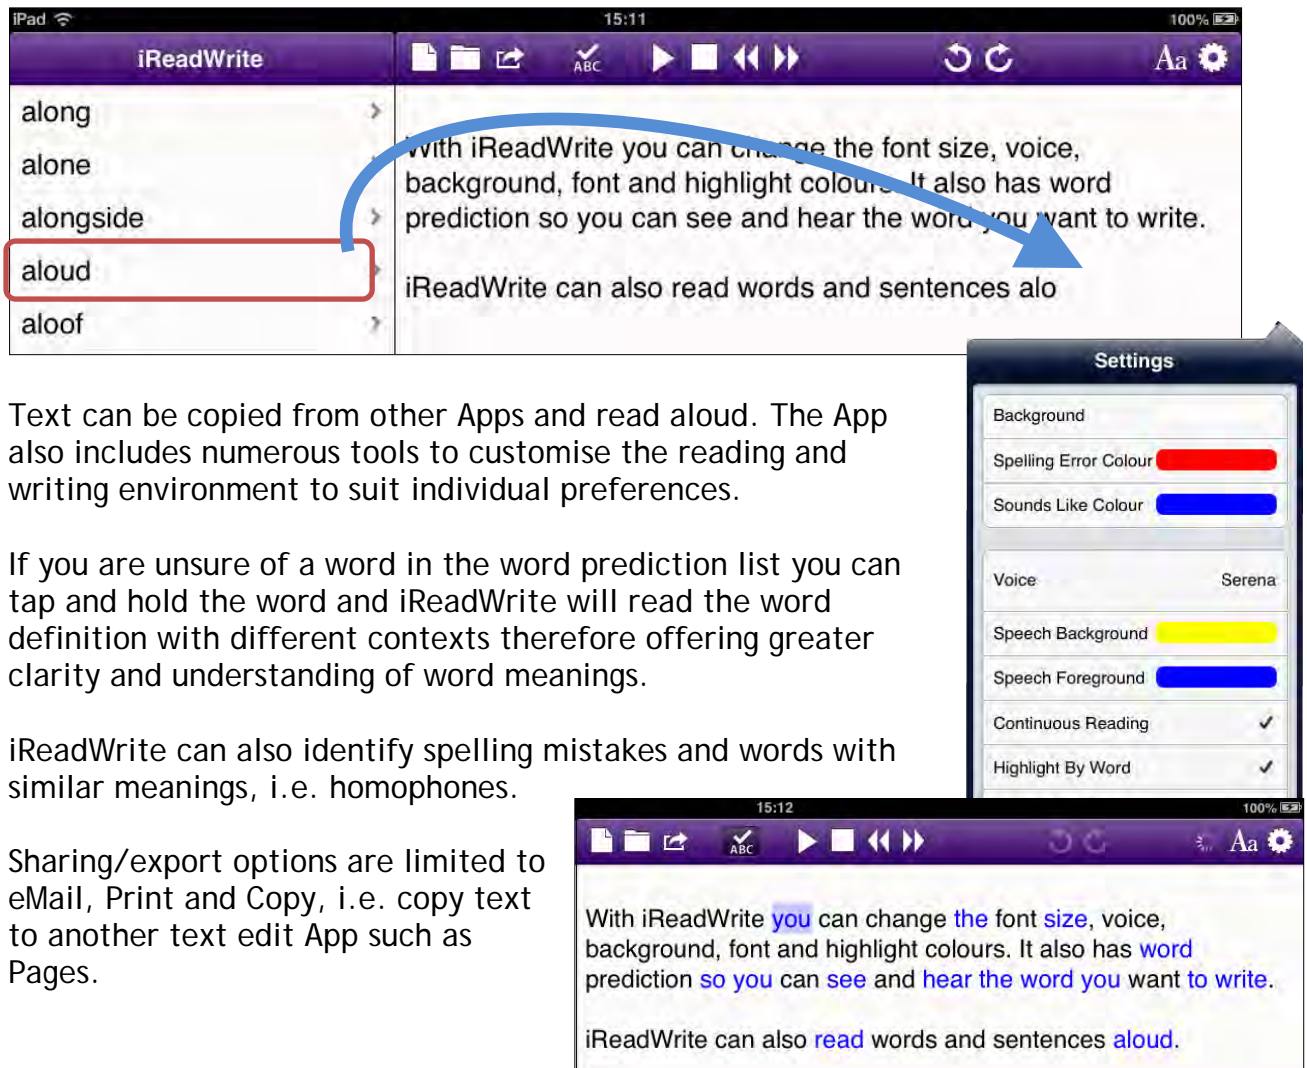 iPad 15:11 100%
iReadWrite ABC Aa
along
alone
alongside
aloud
aloof
With iReadWrite you can change the font size, voice,
background, font and highlight colours. It also has word
prediction so you can see and hear the word you want to write.
iReadWrite can also read words and sentences alo
Text can be copied from other Apps and read aloud. The App
also includes numerous tools to customise the reading and
writing environment to suit individual preferences.
If you are unsure of a word in the word prediction list you can
tap and hold the word and iReadWrite will read the word
definition with different contexts therefore offering greater
clarity and understanding of word meanings.
iReadWrite can also identify spelling mistakes and words with
similar meanings, i.e. homophones.
Sharing/export options are limited to
eMail, Print and Copy, i.e. copy text
to another text edit App such as
Pages.
Settings
Background
Spelling Error Colour
Sounds Like Colour
Voice Serena
Speech Background
Speech Foreground
Continuous Reading
Highlight By Word
15:12 100%
ABC Aa
With iReadWrite you can change the font size, voice,
background, font and highlight colours. It also has word
prediction so you can see and hear the word you want to write.
iReadWrite can also read words and sentences aloud.